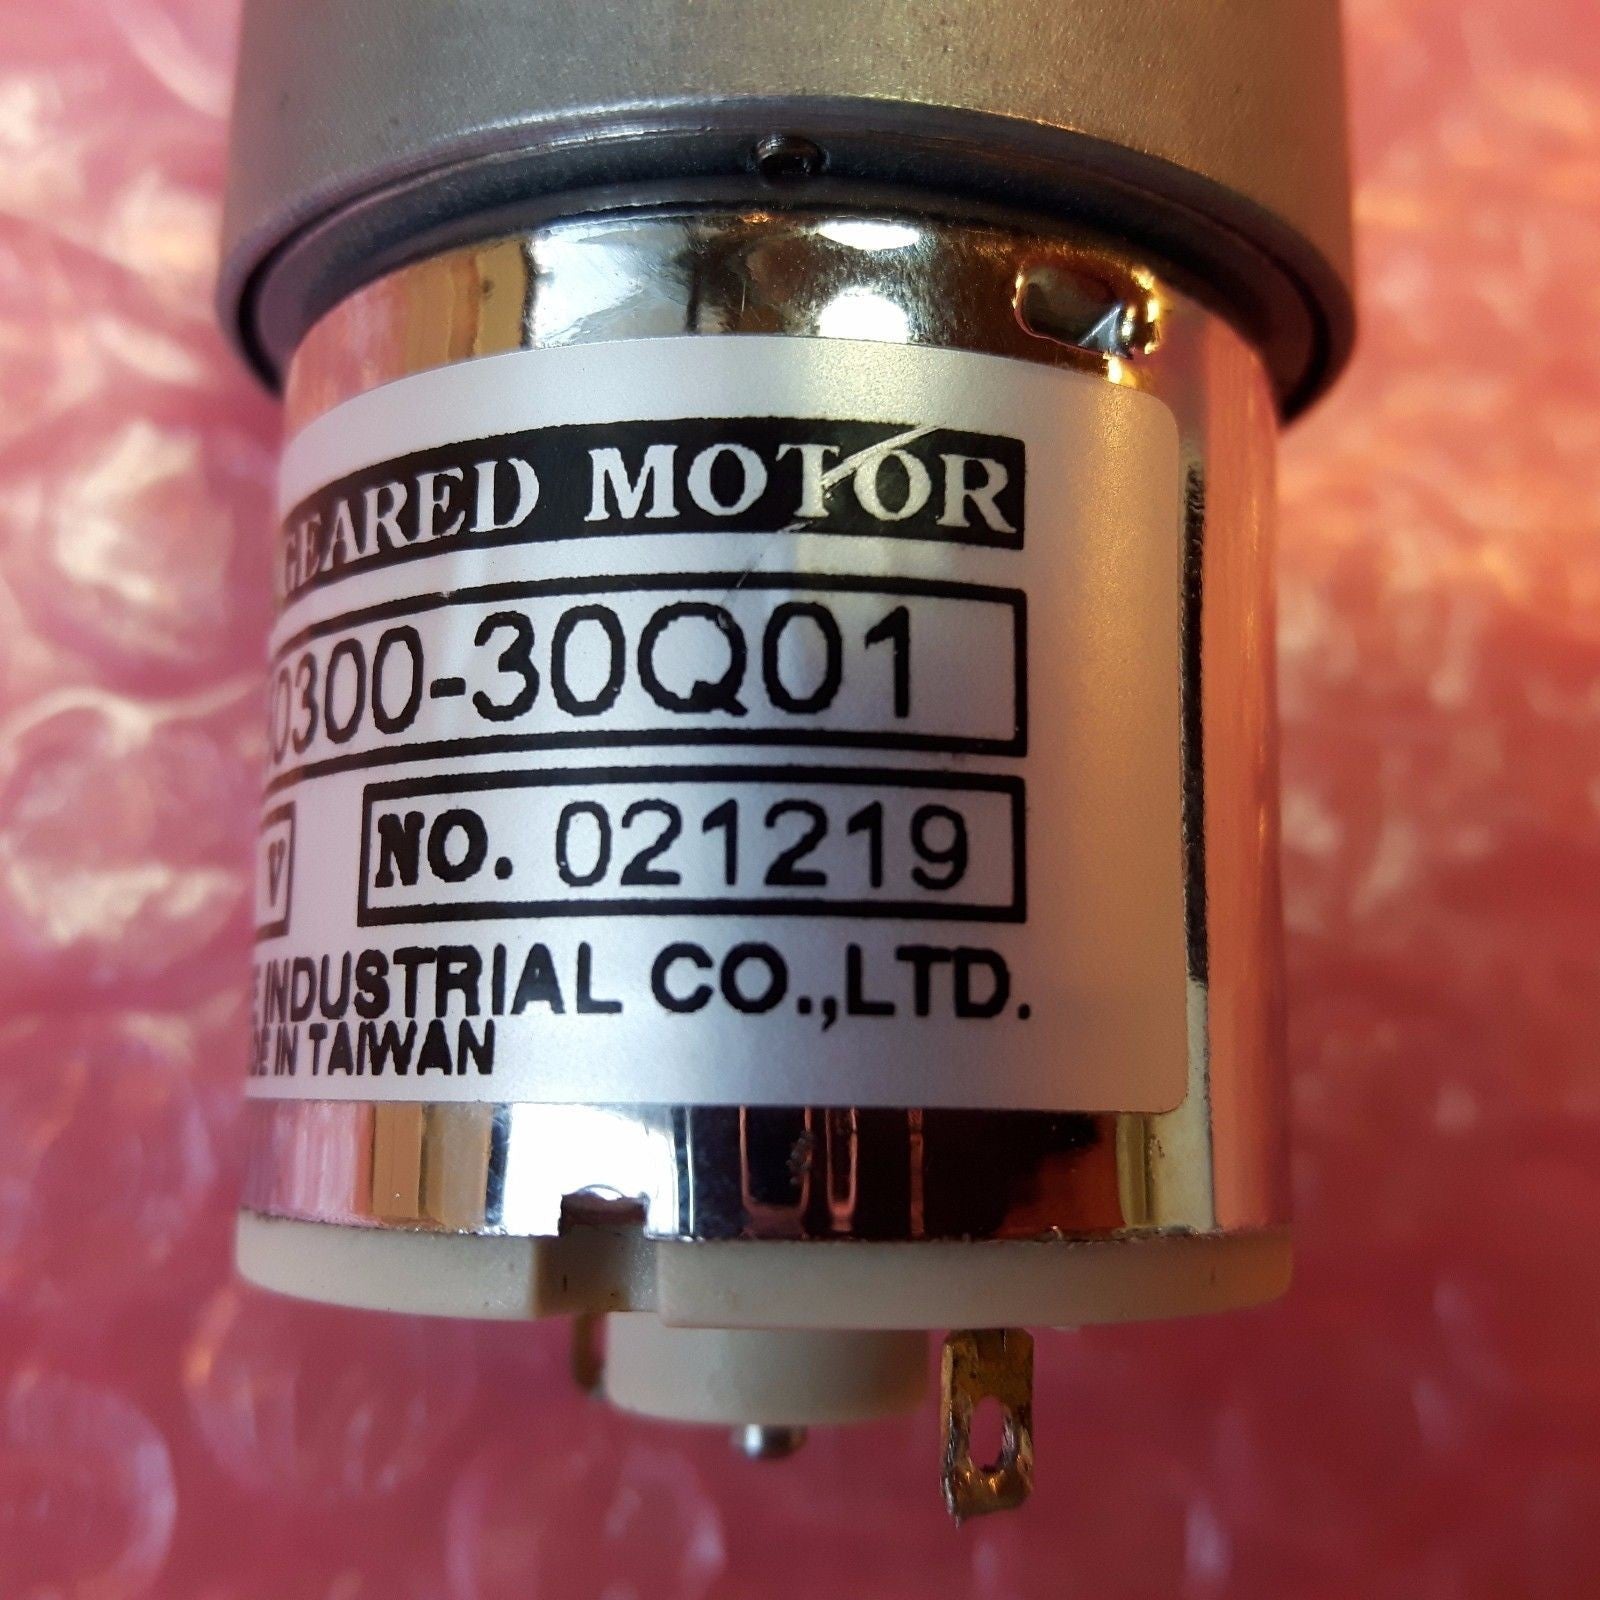 GEARED MOTOR
0300-30Q01
V NO. 021219
INDUSTRIAL CO.,LTD.
IN TAIWAN